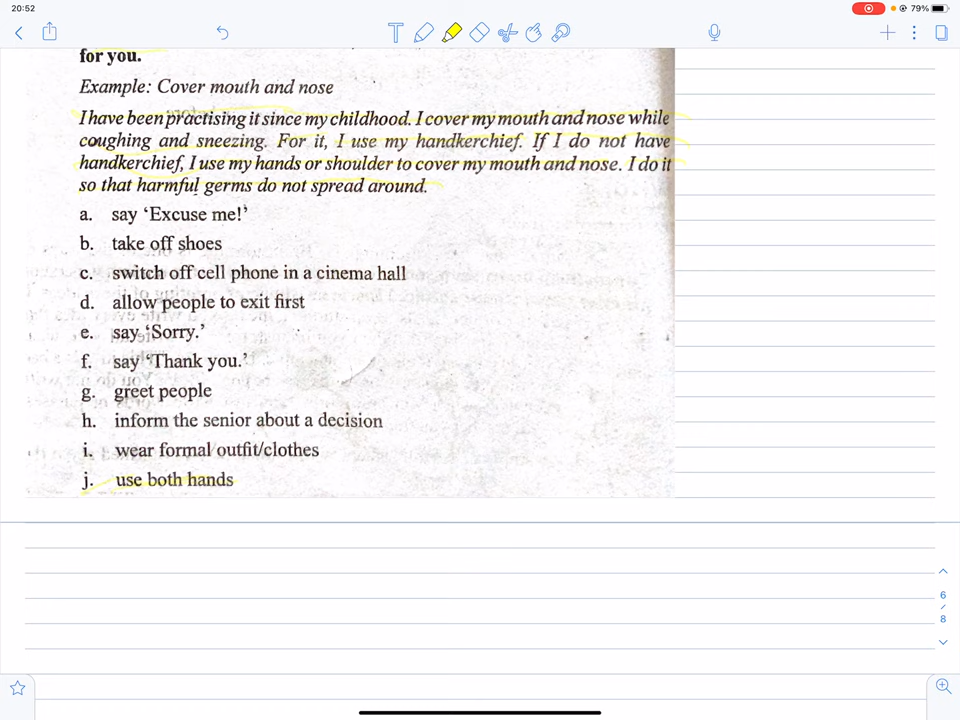 20:52
79%
for you.
Example: Cover mouth and nose
I have been practising it since my childhood. I cover my mouth and nose while
coughing and sneezing. For it, I use my handkerchief. If I do not have
handkerchief, I use my hands or shoulder to cover my mouth and nose. I do it
so that harmful germs do not spread around.
a. say ‘Excuse me!’
b. take off shoes
c. switch off cell phone in a cinema hall
d. allow people to exit first
e. say ‘Sorry.’
f. say ‘Thank you.’
g. greet people
h. inform the senior about a decision
i. wear formal/outfit/clothes
j. use both hands
6
/
8